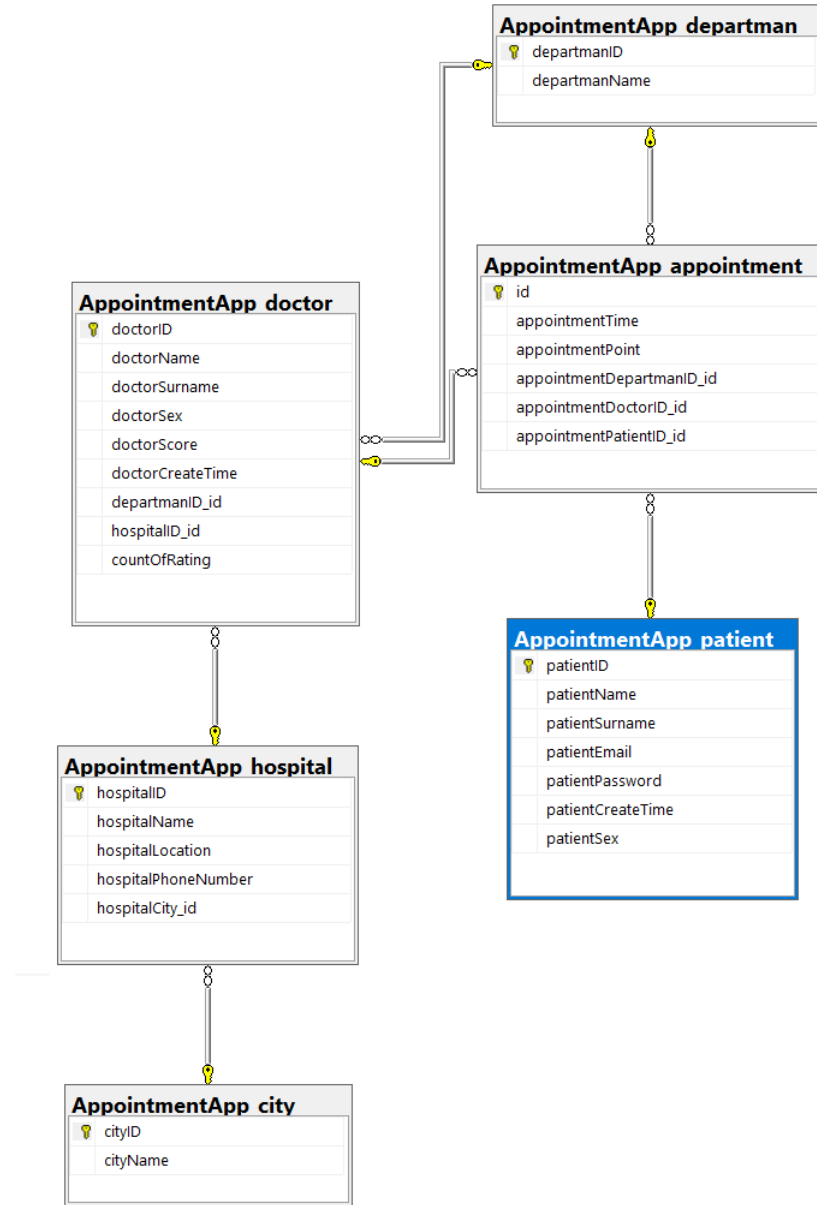 AppointmentApp departman
departmanID
departmanName
AppointmentApp appointment
id
appointmentTime
appointmentPoint
appointmentDepartmanID_id
appointmentDoctorID_id
appointmentPatientID_id
AppointmentApp doctor
doctorID
doctorName
doctorSurname
doctorSex
doctorScore
doctorCreateTime
departmanID_id
hospitalID_id
countOfRating
AppointmentApp patient
patientID
patientName
patientSurname
patientEmail
patientPassword
patientCreateTime
patientSex
AppointmentApp hospital
hospitalID
hospitalName
hospitalLocation
hospitalPhoneNumber
hospitalCity_id
AppointmentApp city
cityID
cityName